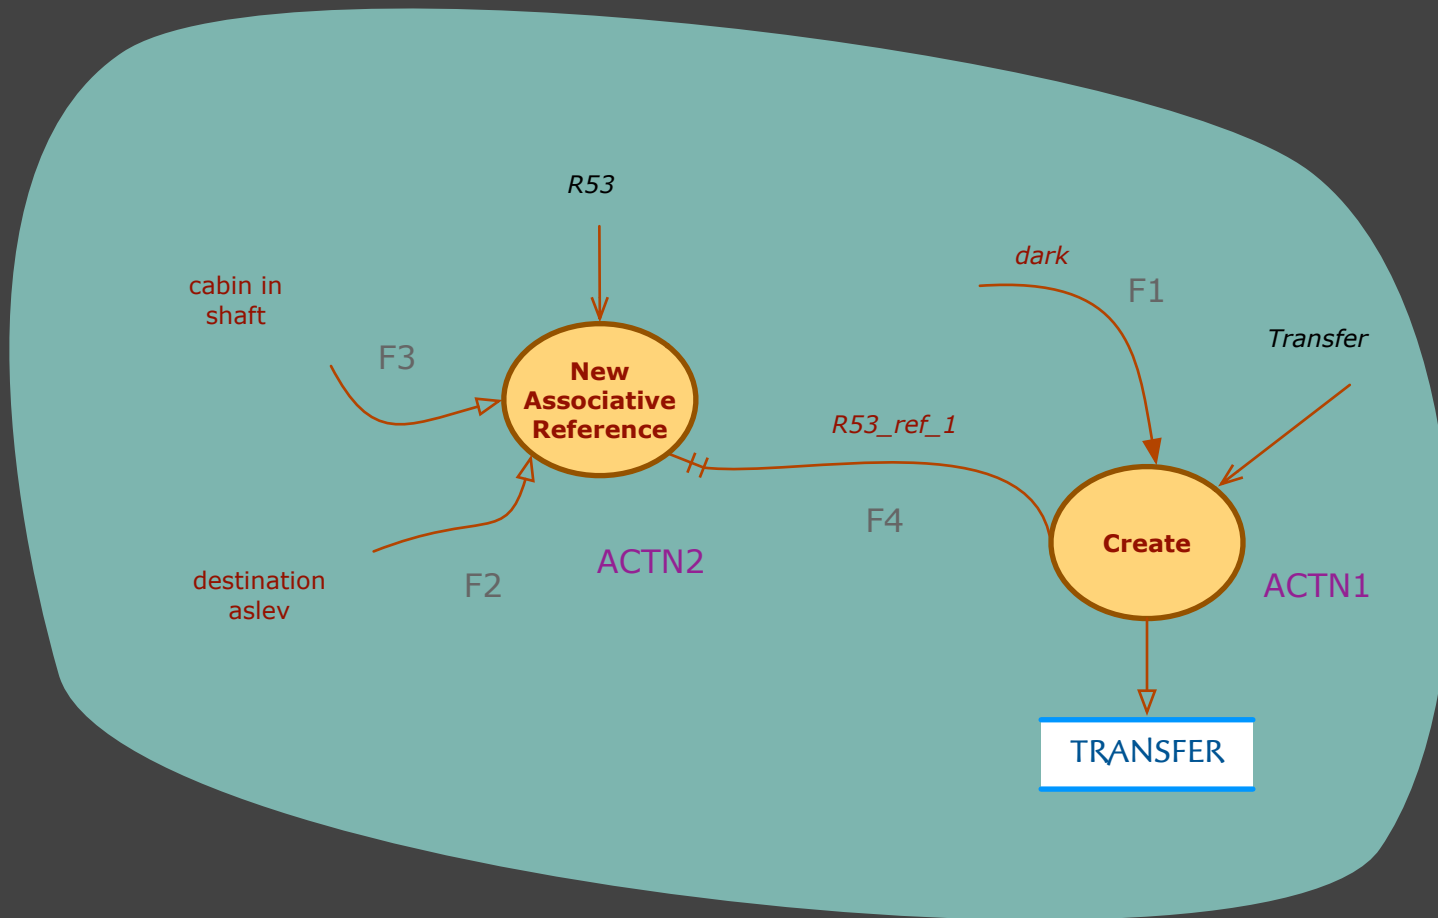 R53
dark
F1
cabin in
shaft
Transfer
F3
New
Associative
Reference
R53_ref_1
F4
Create
ACTN2
destination
aslev
F2
ACTN1
TRANSFER